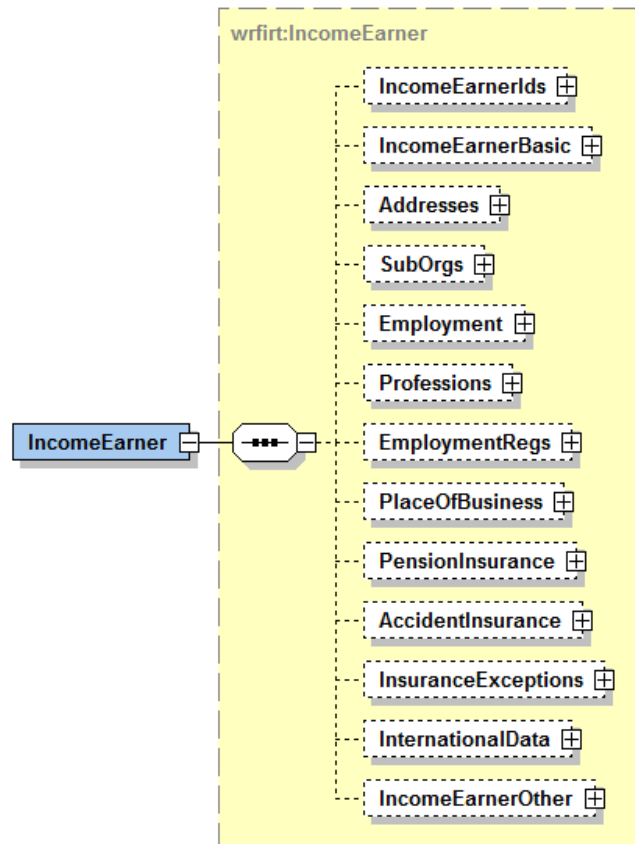 wrfirt:IncomeEarner
IncomeEarnerIds
IncomeEarnerBasic
Addresses
SubOrgs
Employment
Professions
IncomeEarner
EmploymentRegs
PlaceOfBusiness
PensionInsurance
AccidentInsurance
InsuranceExceptions
InternationalData
IncomeEarnerOther